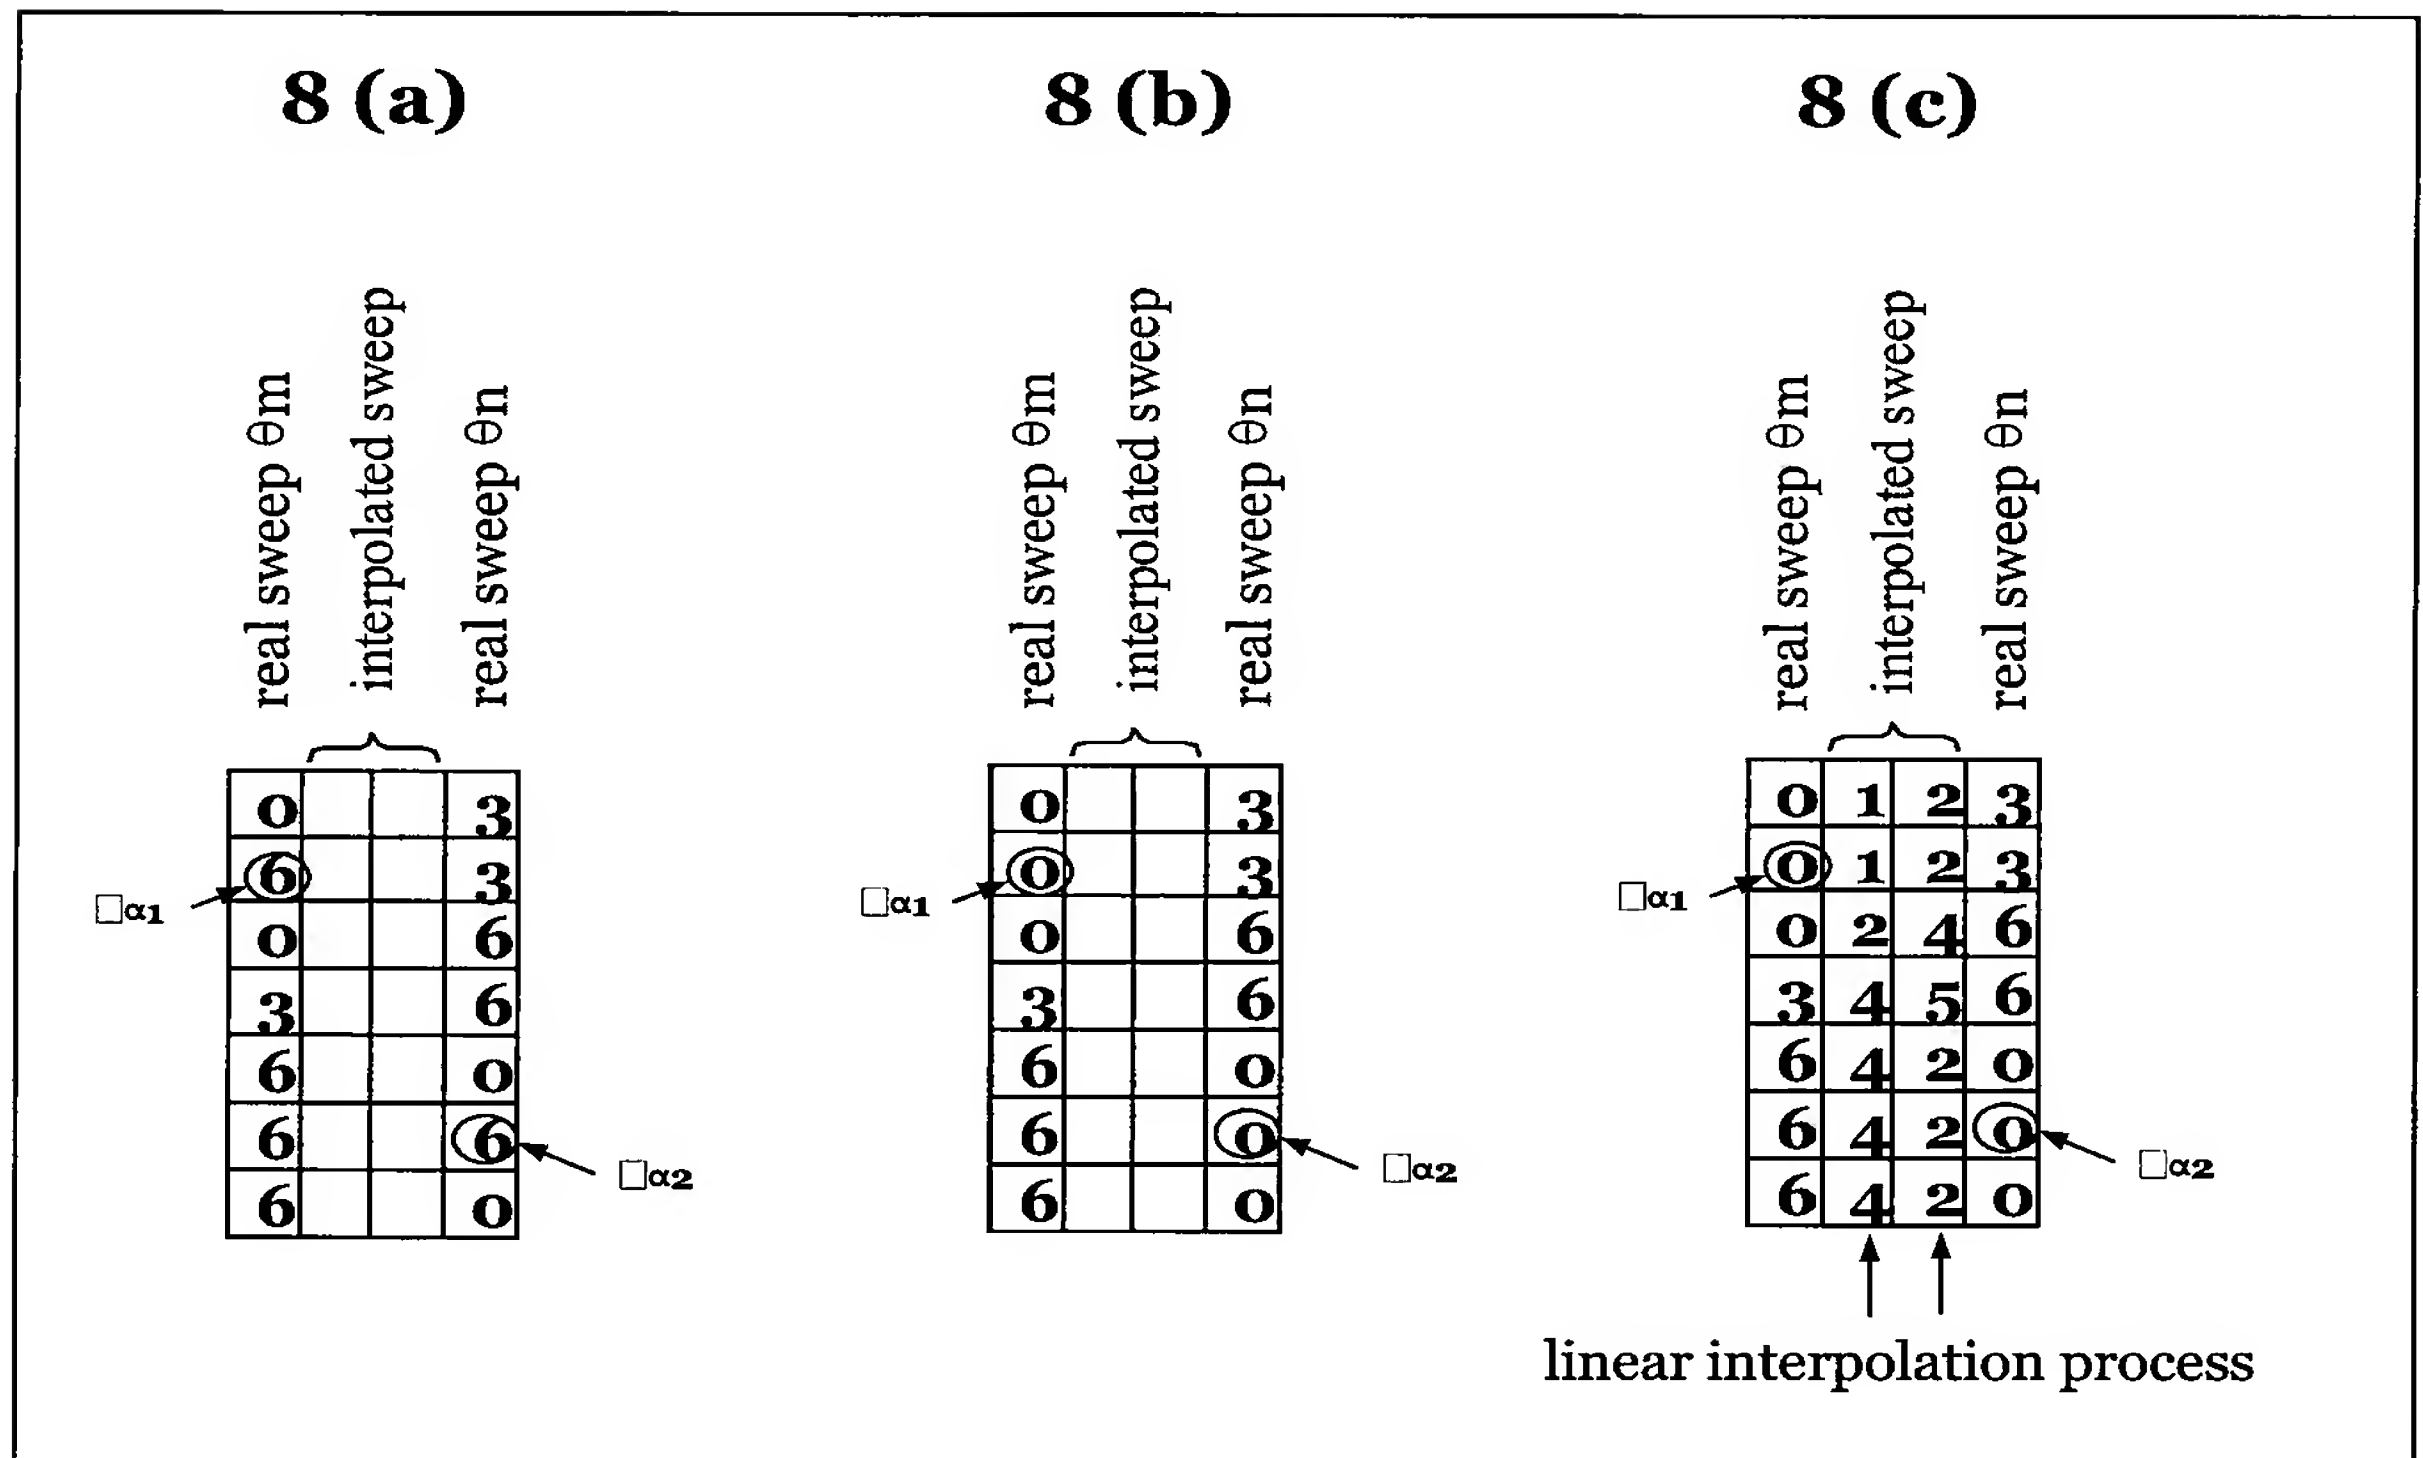 8 (a) 8 (b) 8 (c)
real sweep θm
interpolated sweep
real sweep θn
real sweep θm
interpolated sweep
real sweep θn
real sweep θm
interpolated sweep
real sweep θn
0 3
6 3
0 6
3 6
6 0
6 6
6 0
□α1
□α2
0 3
0 3
0 6
3 6
6 0
6 0
6 0
□α1
□α2
0 1 2 3
0 1 2 3
0 2 4 6
3 4 5 6
6 4 2 0
6 4 2 0
6 4 2 0
□α1
□α2
linear interpolation process